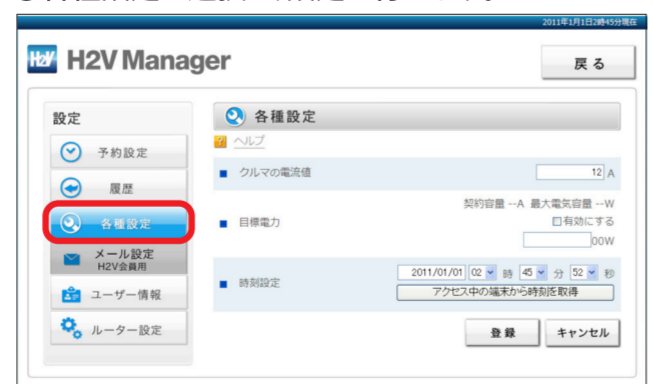 2011年1月1日2時45分現在
H2V H2V Manager
戻る
設定
予約設定
履歴
各種設定
メール設定
H2V会員用
ユーザー情報
ルーター設定
各種設定
? ヘルプ
クルマの電流値 12 A
目標電力 契約容量 --A 最大電気容量 --W
有効にする
00W
時刻設定 2011/01/01 02 時 45 分 52 秒
アクセス中の端末から時刻を取得
登録 キャンセル